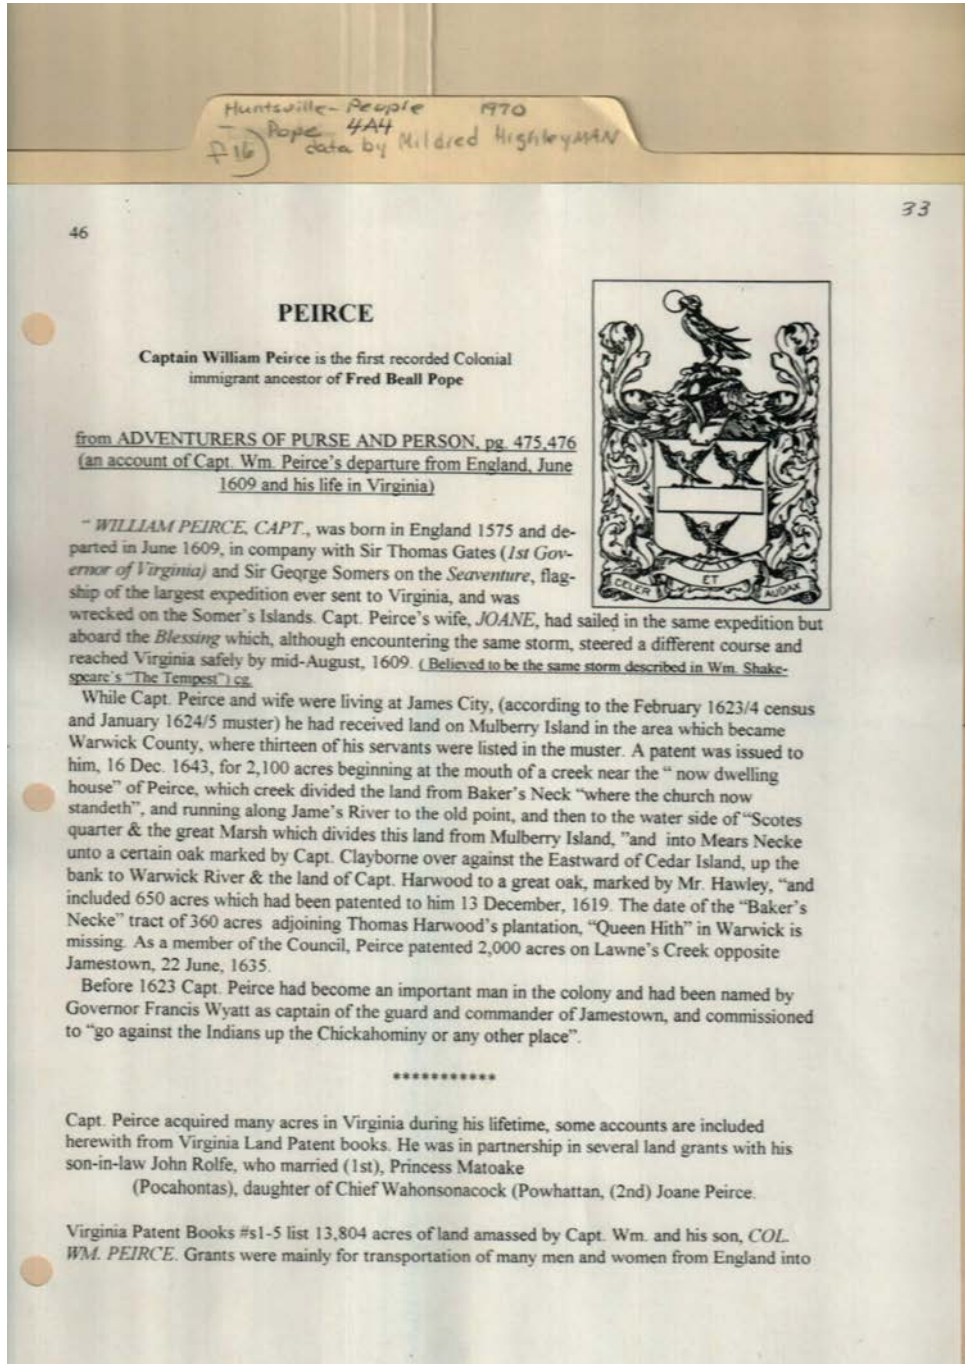 Huntsville- People 1970
Pope 4A4
f16 data by Mildred HighleyMAN
33
46
PEIRCE
Captain William Peirce is the first recorded Colonial
immigrant ancestor of Fred Beall Pope
from ADVENTURERS OF PURSE AND PERSON, pg. 475,476
(an account of Capt. Wm. Peirce's departure from England, June
1609 and his life in Virginia)
CELER ET AUDAX
" WILLIAM PEIRCE, CAPT., was born in England 1575 and de-
parted in June 1609, in company with Sir Thomas Gates (1st Gov-
ernor of Virginia) and Sir George Somers on the Seaventure, flag-
ship of the largest expedition ever sent to Virginia, and was
wrecked on the Somer's Islands. Capt. Peirce's wife, JOANE, had sailed in the same expedition but
aboard the Blessing which, although encountering the same storm, steered a different course and
reached Virginia safely by mid-August, 1609. ( Believed to be the same storm described in Wm. Shake-
speare's "The Tempest") cg.
While Capt. Peirce and wife were living at James City, (according to the February 1623/4 census
and January 1624/5 muster) he had received land on Mulberry Island in the area which became
Warwick County, where thirteen of his servants were listed in the muster. A patent was issued to
him, 16 Dec. 1643, for 2,100 acres beginning at the mouth of a creek near the " now dwelling
house" of Peirce, which creek divided the land from Baker's Neck "where the church now
standeth", and running along Jame's River to the old point, and then to the water side of "Scotes
quarter & the great Marsh which divides this land from Mulberry Island, "and into Mears Necke
unto a certain oak marked by Capt. Clayborne over against the Eastward of Cedar Island, up the
bank to Warwick River & the land of Capt. Harwood to a great oak, marked by Mr. Hawley, "and
included 650 acres which had been patented to him 13 December, 1619. The date of the "Baker's
Necke" tract of 360 acres adjoining Thomas Harwood's plantation, "Queen Hith" in Warwick is
missing. As a member of the Council, Peirce patented 2,000 acres on Lawne's Creek opposite
Jamestown, 22 June, 1635.
Before 1623 Capt. Peirce had become an important man in the colony and had been named by
Governor Francis Wyatt as captain of the guard and commander of Jamestown, and commissioned
to "go against the Indians up the Chickahominy or any other place".
***********
Capt. Peirce acquired many acres in Virginia during his lifetime, some accounts are included
herewith from Virginia Land Patent books. He was in partnership in several land grants with his
son-in-law John Rolfe, who married (1st), Princess Matoake
(Pocahontas), daughter of Chief Wahonsonacock (Powhattan, (2nd) Joane Peirce.
Virginia Patent Books #s1-5 list 13,804 acres of land amassed by Capt. Wm. and his son, COL.
WM. PEIRCE. Grants were mainly for transportation of many men and women from England into